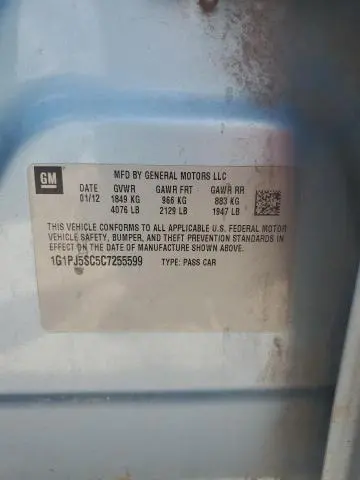 GM
MFD BY GENERAL MOTORS LLC
DATE GVWR GAWR FRT GAWR RR
01/12 1849 KG 966 KG 883 KG
4076 LB 2129 LB 1947 LB
THIS VEHICLE CONFORMS TO ALL APPLICABLE U.S. FEDERAL MOTOR
VEHICLE SAFETY, BUMPER, AND THEFT PREVENTION STANDARDS IN
EFFECT ON THE DATE OF MANUFACTURE SHOWN ABOVE.
1G1PJ5SC5C7255599 TYPE: PASS CAR